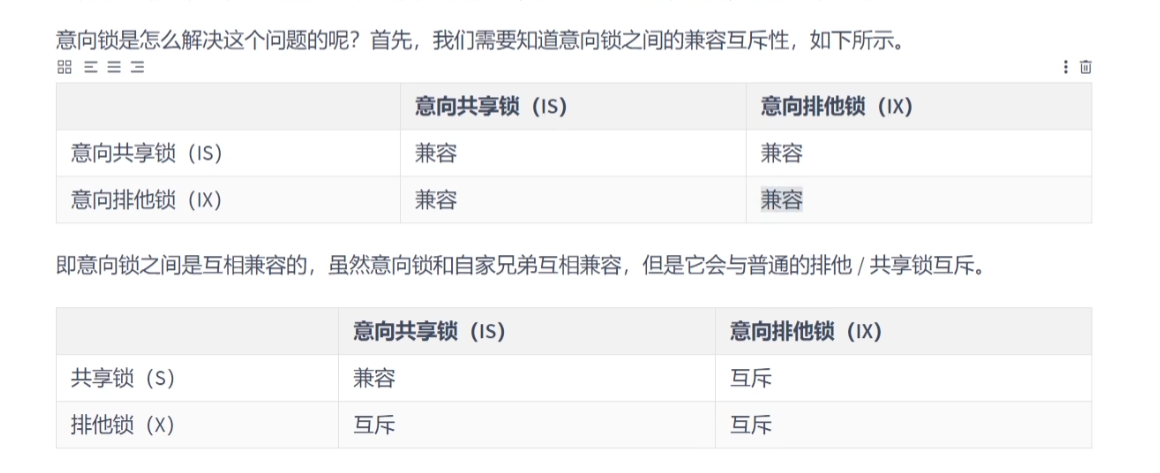 意向锁是怎么解决这个问题的呢？首先，我们需要知道意向锁之间的兼容互斥性，如下所示。
意向共享锁（IS） 意向排他锁（IX）
意向共享锁（IS） 兼容 兼容
意向排他锁（IX） 兼容 兼容
即意向锁之间是互相兼容的，虽然意向锁和自家兄弟互相兼容，但是它会与普通的排他 / 共享锁互斥。
意向共享锁（IS） 意向排他锁（IX）
共享锁（S） 兼容 互斥
排他锁（X） 互斥 互斥